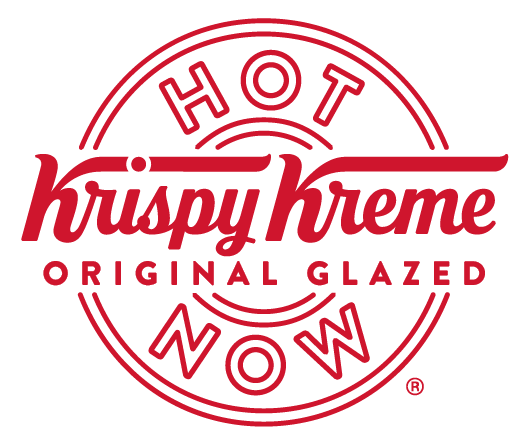 HOT
Krispy Kreme
ORIGINAL GLAZED
NOW
®